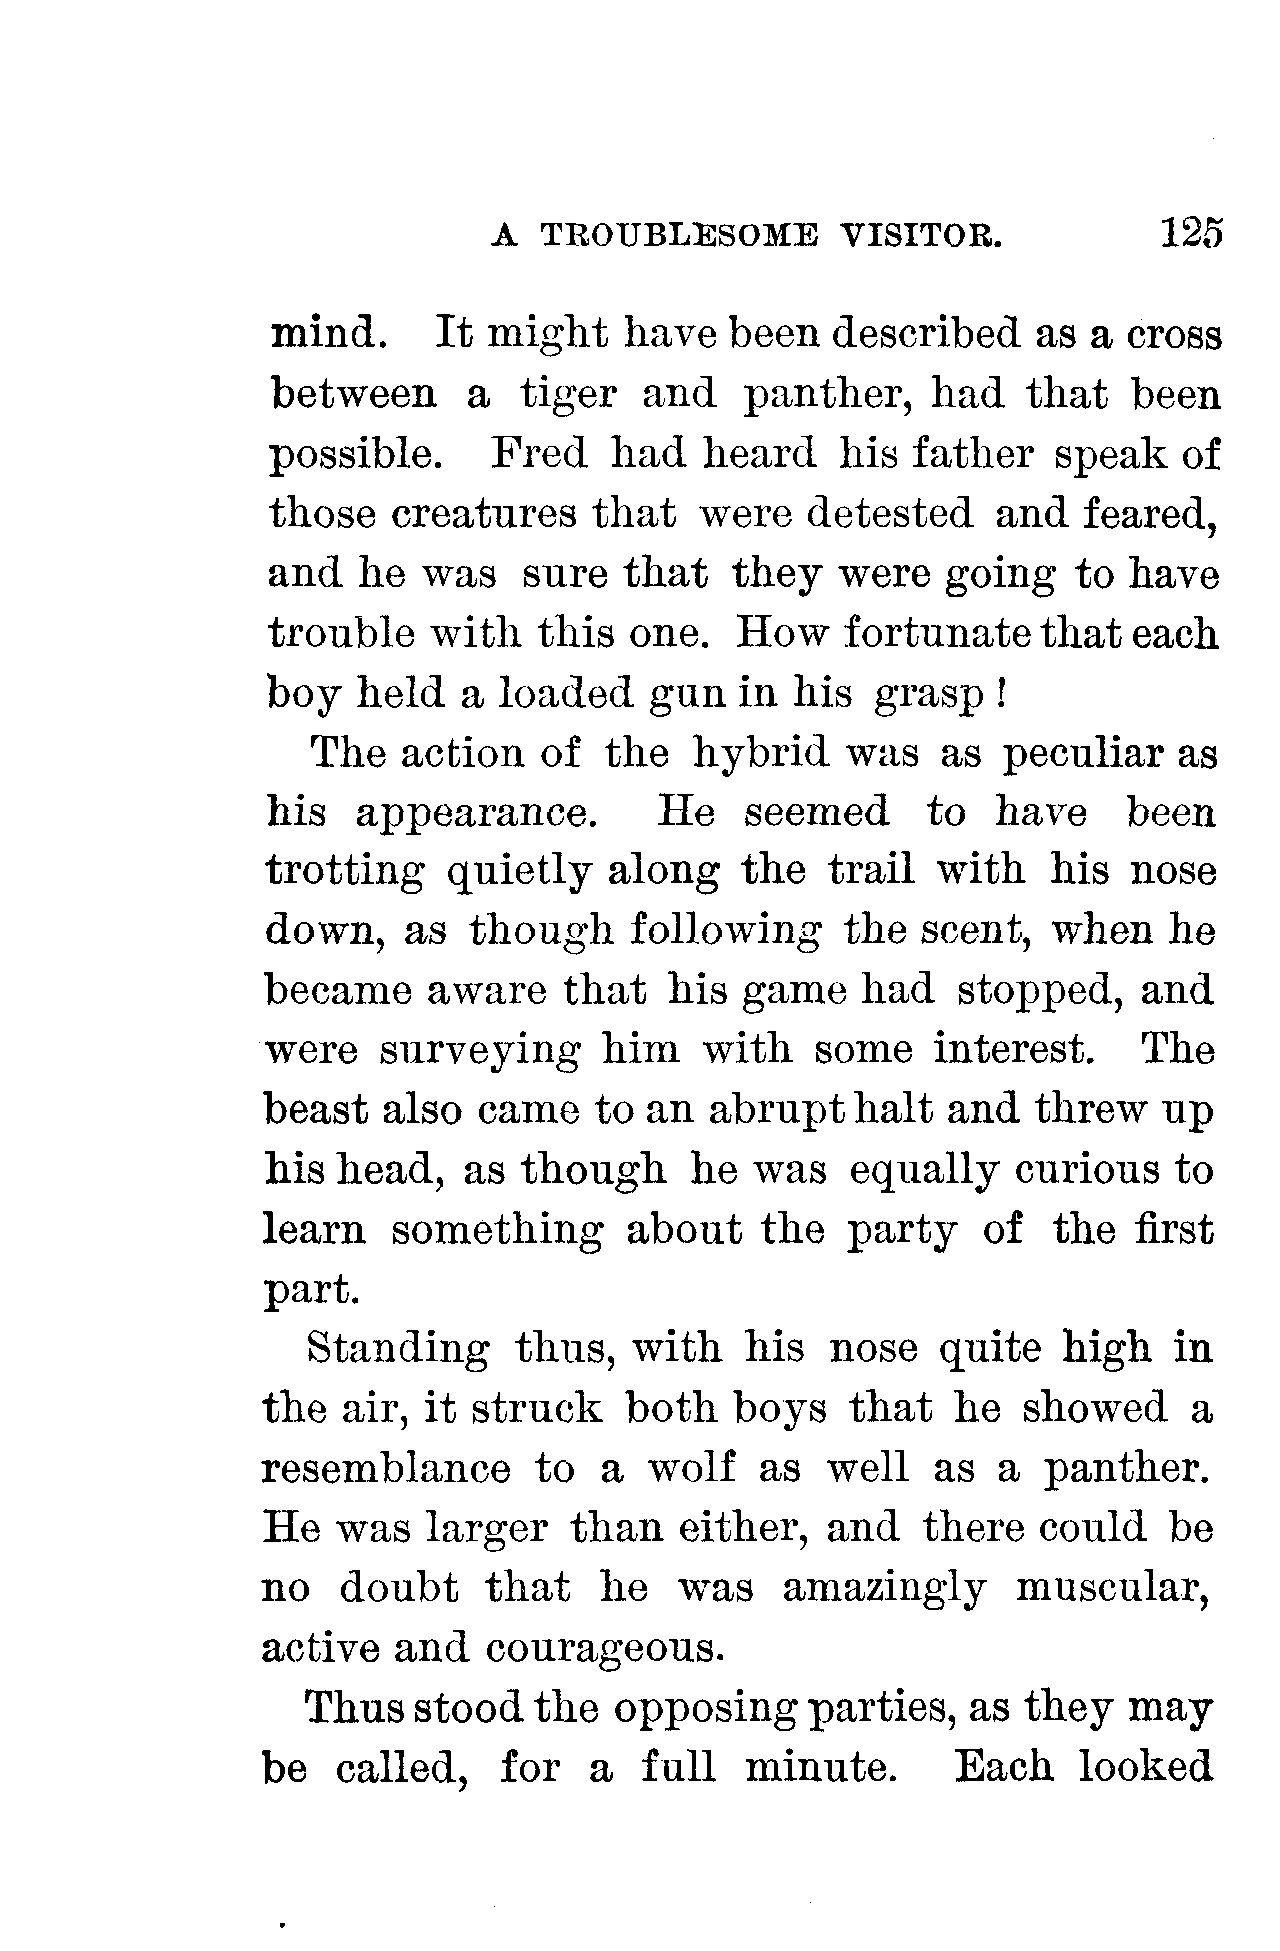 A TROUBLESOME VISITOR. 125
mind. It might have been described as a cross
between a tiger and panther, had that been
possible. Fred had heard his father speak of
those creatures that were detested and feared,
and he was sure that they were going to have
trouble with this one. How fortunate that each
boy held a loaded gun in his grasp !
The action of the hybrid was as peculiar as
his appearance. He seemed to have been
trotting quietly along the trail with his nose
down, as though following the scent, when he
became aware that his game had stopped, and
were surveying him with some interest. The
beast also came to an abrupt halt and threw up
his head, as though he was equally curious to
learn something about the party of the first
part.
Standing thus, with his nose quite high in
the air, it struck both boys that he showed a
resemblance to a wolf as well as a panther.
He was larger than either, and there could be
no doubt that he was amazingly muscular,
active and courageous.
Thus stood the opposing parties, as they may
be called, for a full minute. Each looked